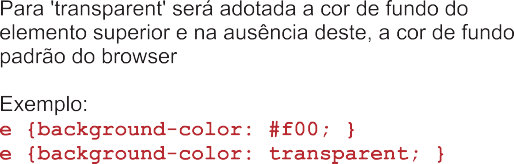 Para 'transparent' será adotada a cor de fundo do
elemento superior e na ausência deste, a cor de fundo
padrão do browser
Exemplo:
e {background-color: #f00; }
e {background-color: transparent; }